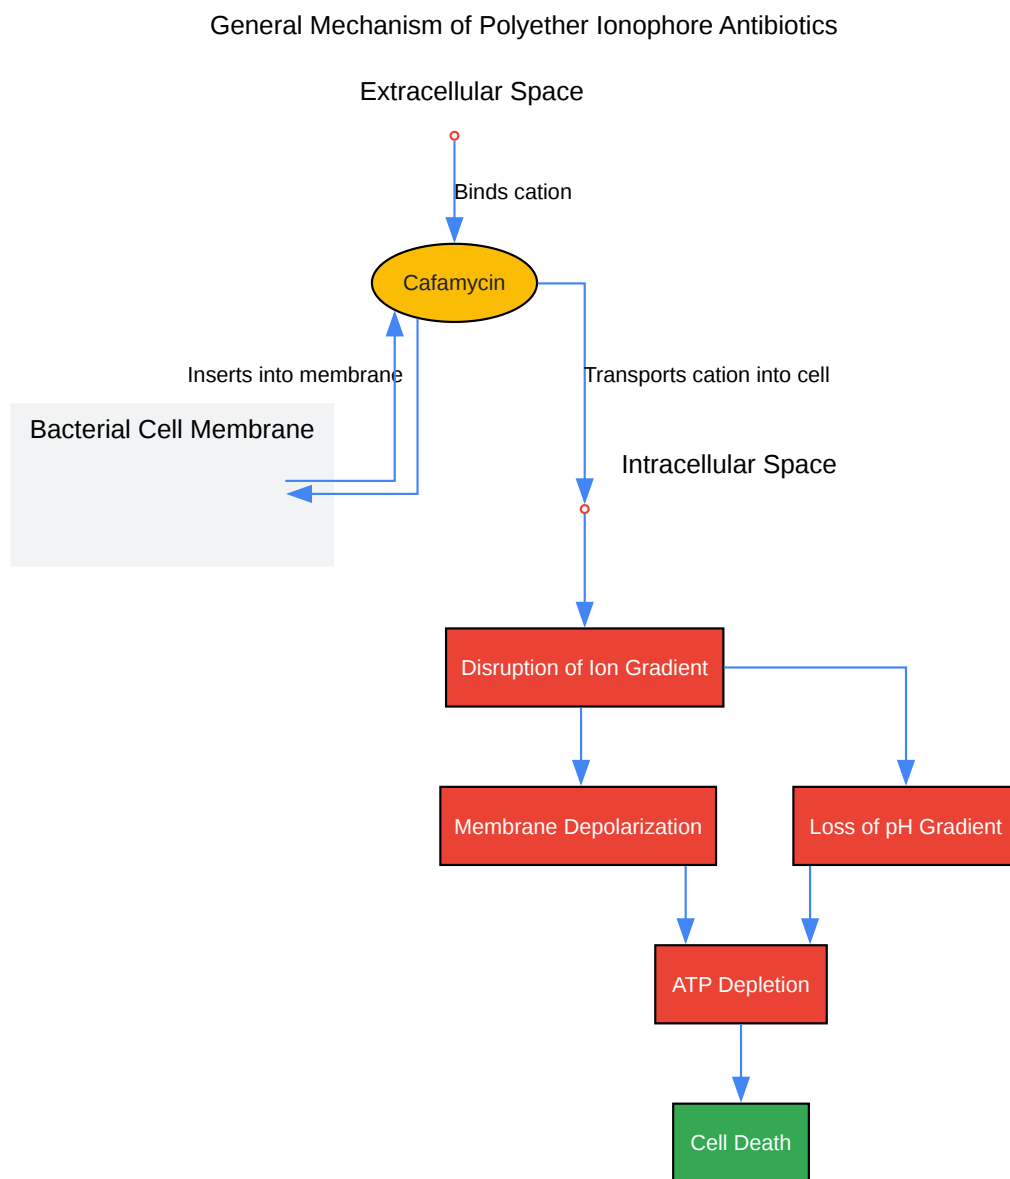 General Mechanism of Polyether Ionophore Antibiotics
Extracellular Space
Binds cation
Cafamycin
Inserts into membrane
Transports cation into cell
Bacterial Cell Membrane
Intracellular Space
Disruption of Ion Gradient
Membrane Depolarization
Loss of pH Gradient
ATP Depletion
Cell Death